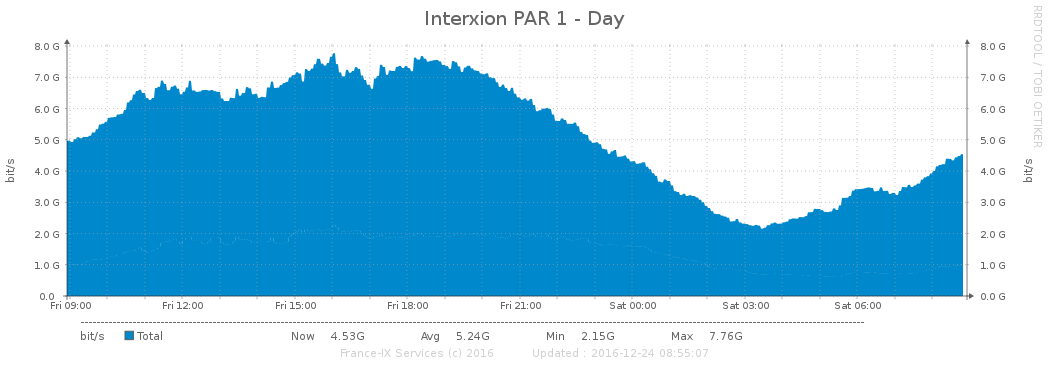 Interxion PAR 1 - Day
RRDTOOL / TOBI OETIKER
bit/s
8.0 G 8.0 G
7.0 G 7.0 G
6.0 G 6.0 G
5.0 G 5.0 G
4.0 G 4.0 G
3.0 G 3.0 G
2.0 G 2.0 G
1.0 G 1.0 G
0.0 0.0 G
bit/s
Fri 09:00 Fri 12:00 Fri 15:00 Fri 18:00 Fri 21:00 Sat 00:00 Sat 03:00 Sat 06:00
bit/s Total Now 4.53G Avg 5.24G Min 2.15G Max 7.76G
France-IX Services (c) 2016 Updated : 2016-12-24 08:55:07